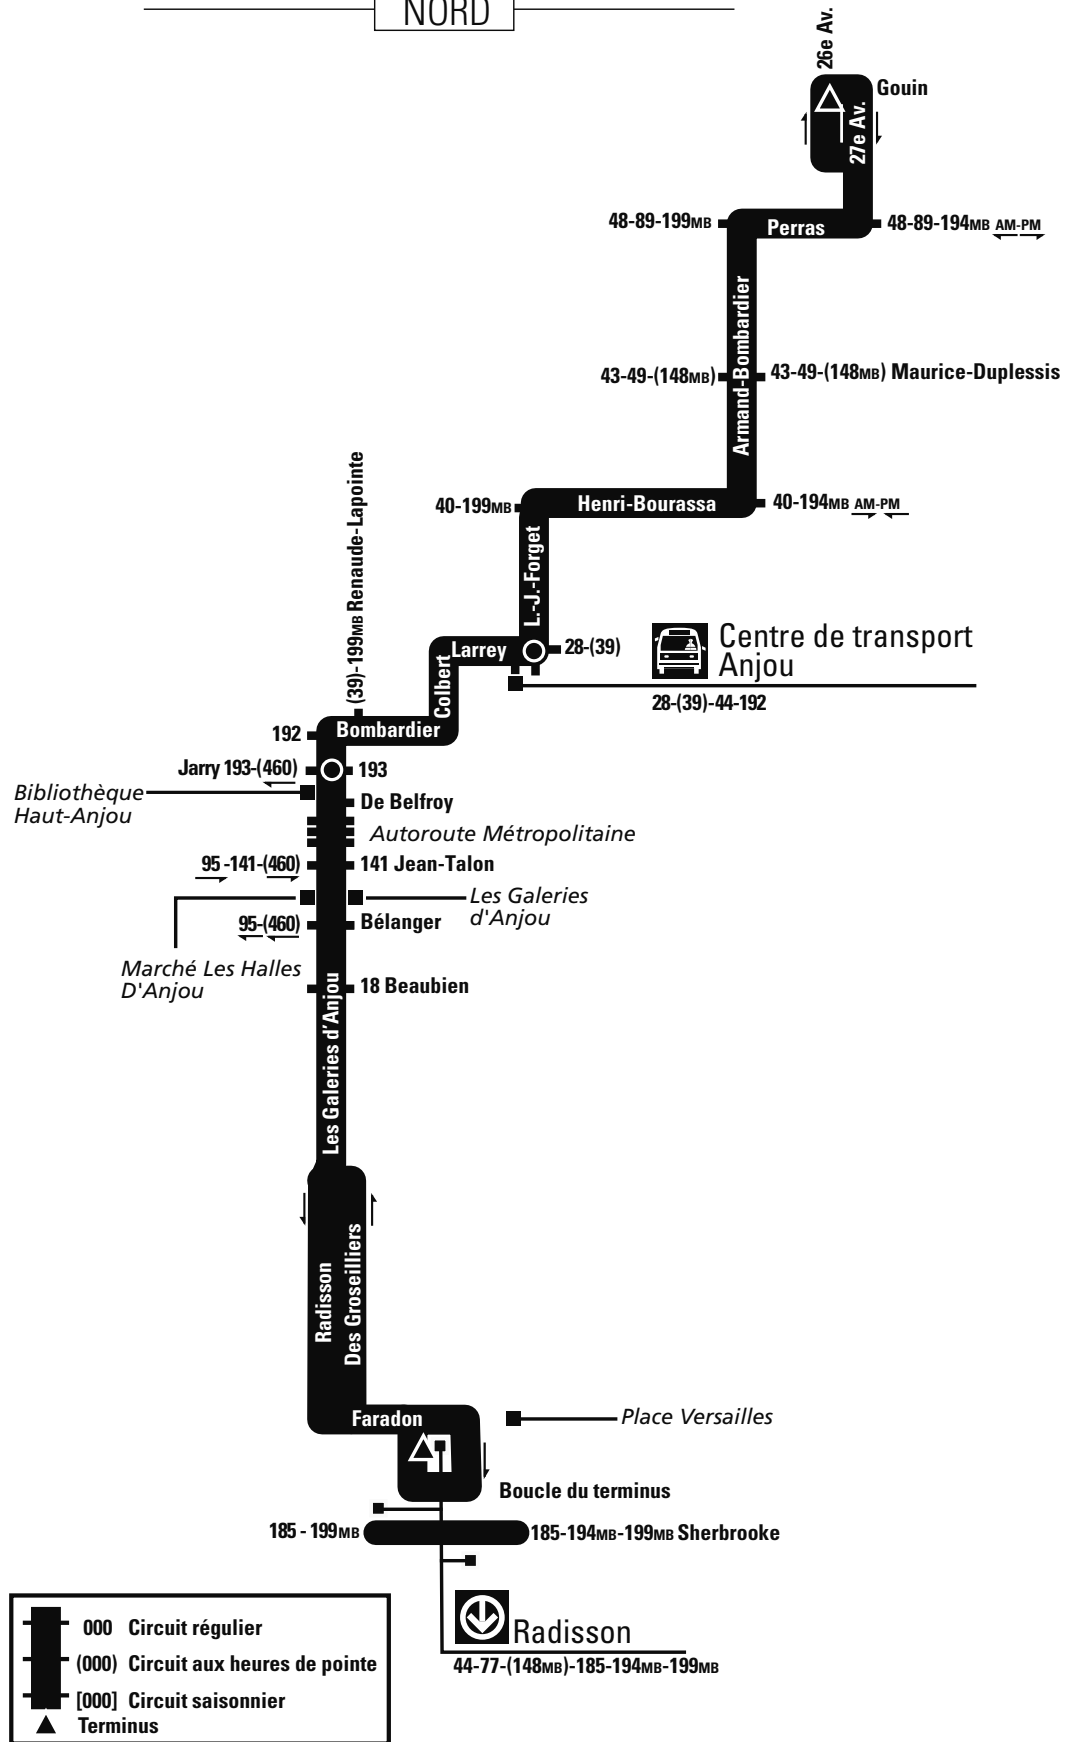 NORD
26e Av.
Gouin
27e Av.
48-89-199MB
Perras
48-89-194MB AM-PM
Armand-Bombardier
43-49-(148MB)
43-49-(148MB) Maurice-Duplessis
40-199MB
Henri-Bourassa
40-194MB AM-PM
L.-J.-Forget
(39)-199MB Renaude-Lapointe
Larrey
28-(39)
Centre de transport
Anjou
28-(39)-44-192
Colbert
192
Bombardier
Jarry 193-(460)
193
Bibliothèque
Haut-Anjou
De Belfroy
Autoroute Métropolitaine
95 -141-(460)
141 Jean-Talon
Les Galeries
d'Anjou
95-(460)
Bélanger
Marché Les Halles
D'Anjou
18 Beaubien
Les Galeries d'Anjou
Radisson
Des Groseilliers
Faradon
Place Versailles
Boucle du terminus
185 - 199MB
185-194MB-199MB Sherbrooke
Radisson
44-77-(148MB)-185-194MB-199MB
000 Circuit régulier
(000) Circuit aux heures de pointe
[000] Circuit saisonnier
Terminus